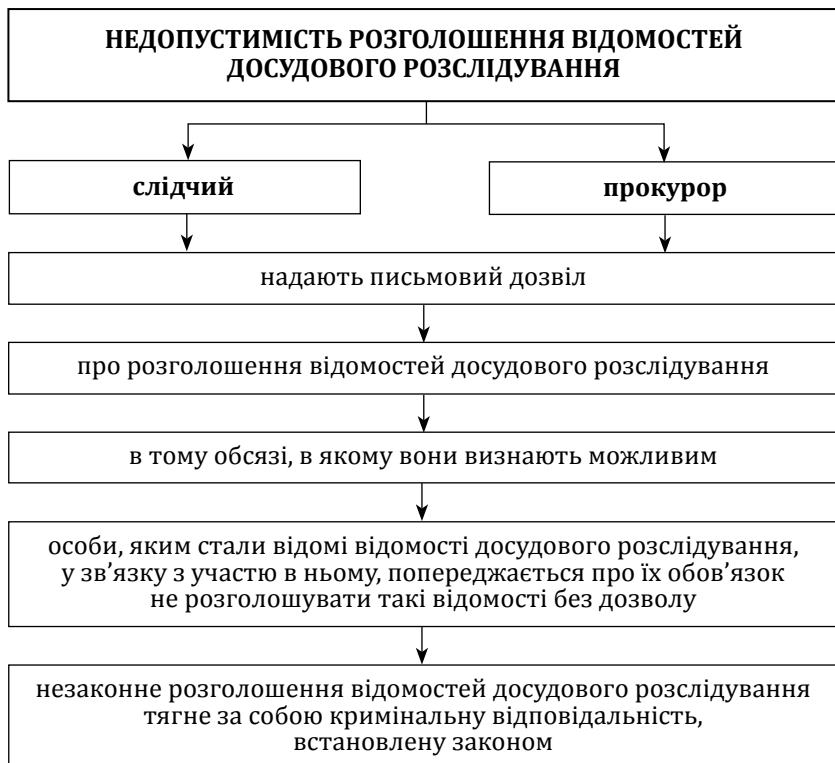 НЕДОПУСТИМІСТЬ РОЗГОЛОШЕННЯ ВІДОМОСТЕЙ
ДОСУДОВОГО РОЗСЛІДУВАННЯ
слідчий
прокурор
надають письмовий дозвіл
про розголошення відомостей досудового розслідування
в тому обсязі, в якому вони визнають можливим
особи, яким стали відомі відомості досудового розслідування,
у зв’язку з участю в ньому, попереджається про їх обов’язок
не розголошувати такі відомості без дозволу
незаконне розголошення відомостей досудового розслідування
тягне за собою кримінальну відповідальність,
встановлену законом